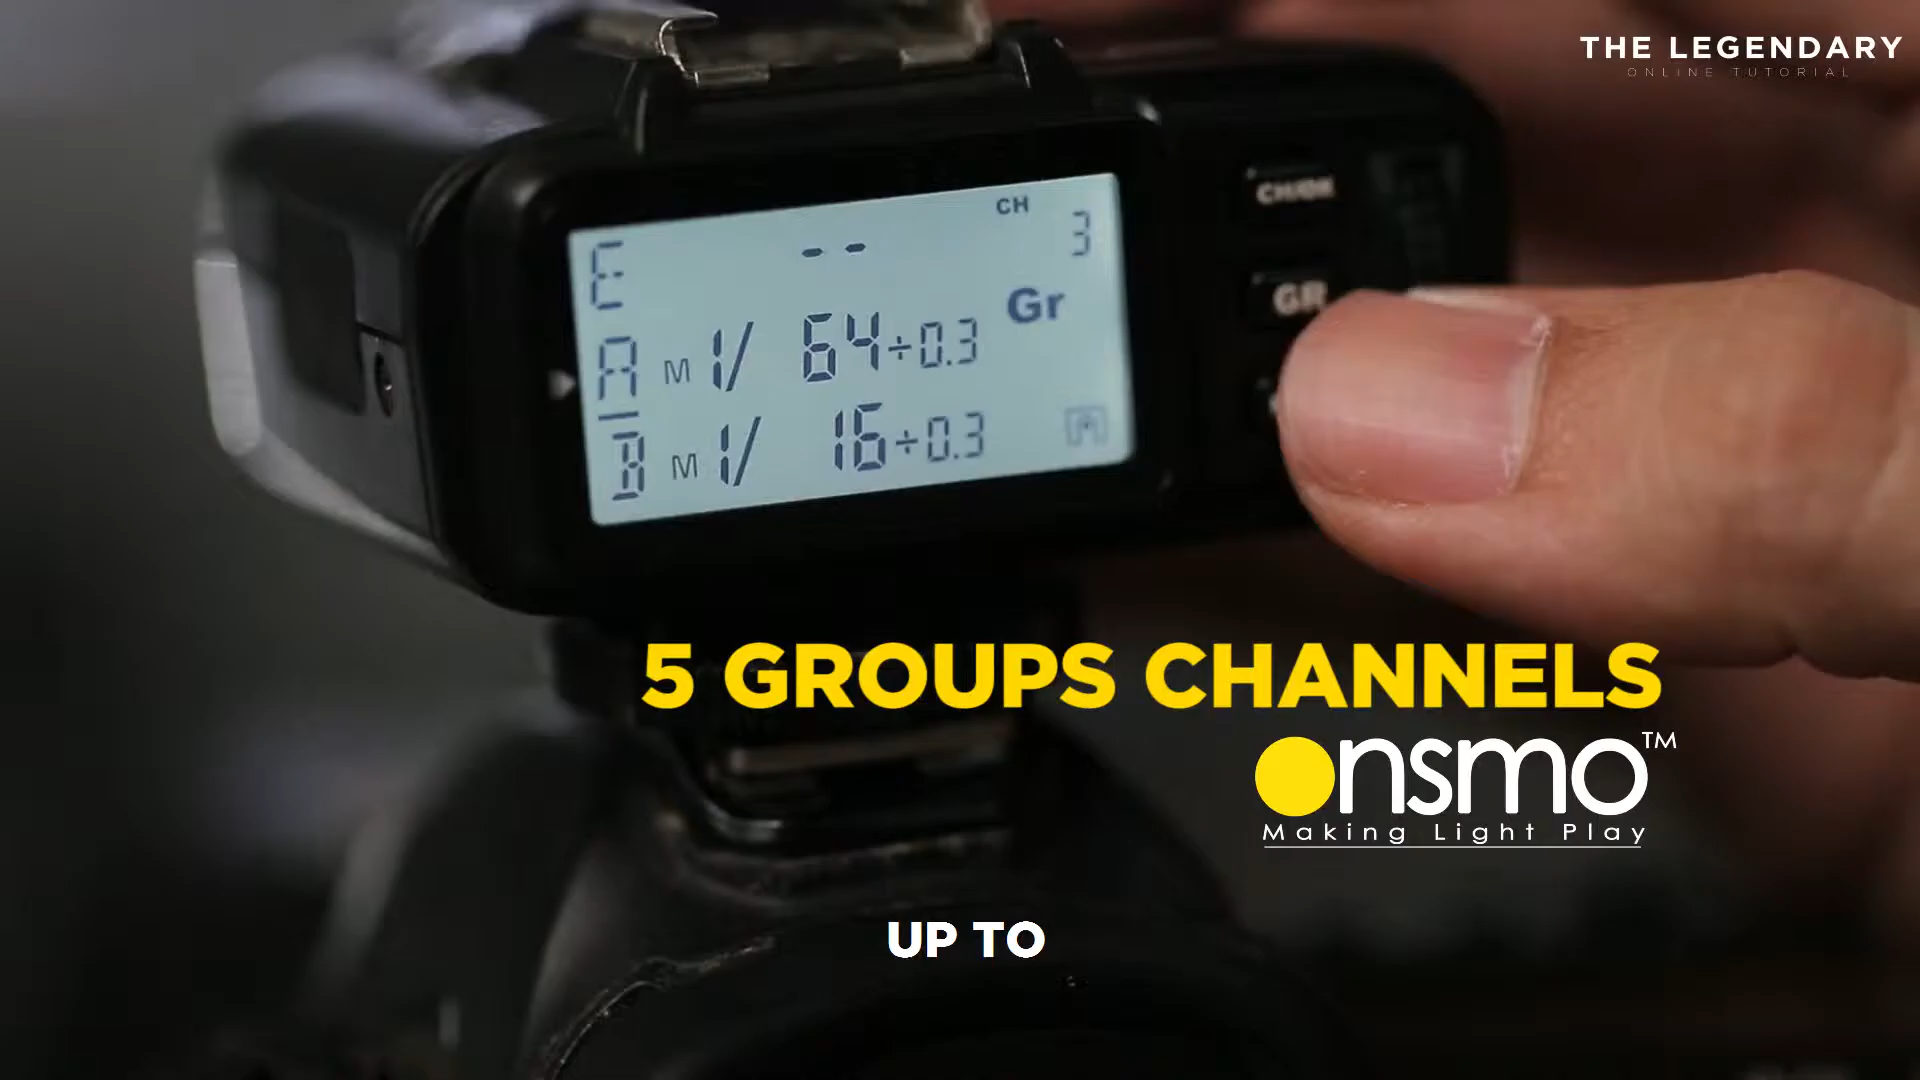 THE LEGENDARY
ONLINE TUTORIAL
CH
E -- 3
Gr
A M 1/ 64 ÷0.3
B M 1/ 16 ÷0.3
GR
5 GROUPS CHANNELS
onsmo™
Making Light Play
UP TO